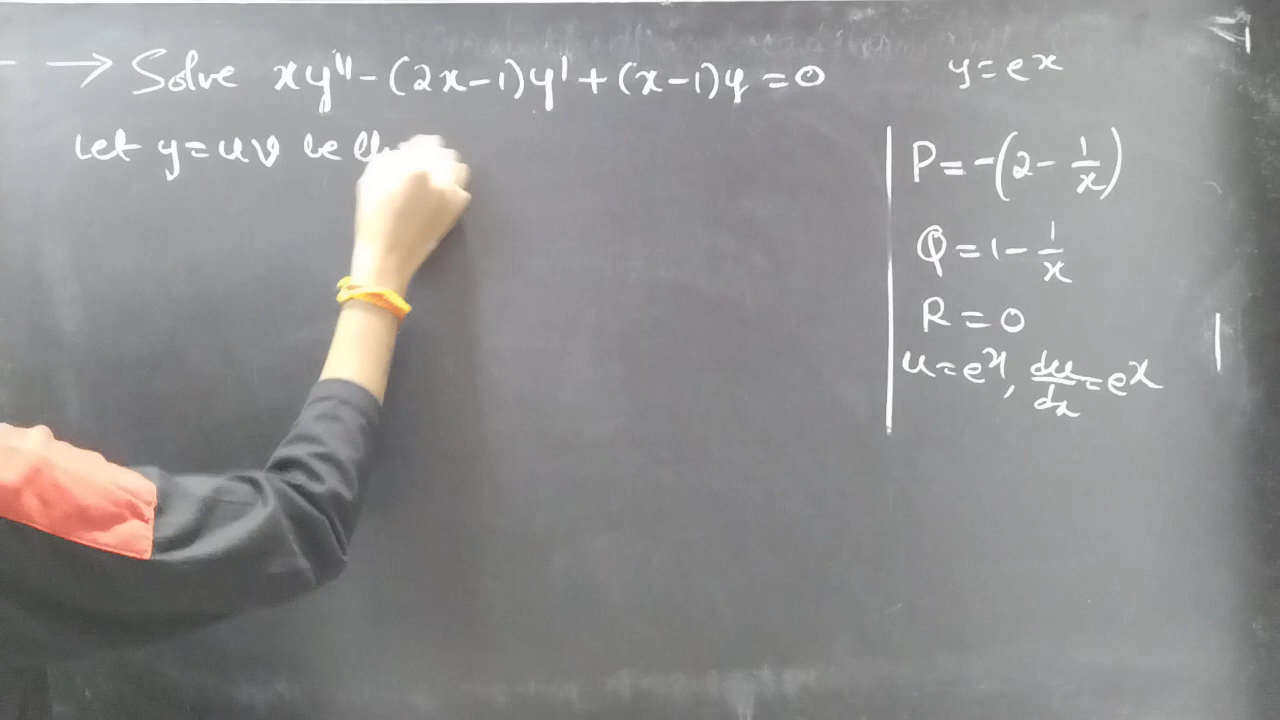 → Solve xy'' - (2x-1)y' + (x-1)y = 0
y = e^x
Let y = uv be
P = -(2 - 1/x)
Q = 1 - 1/x
R = 0
u = e^x, du/dx = e^x